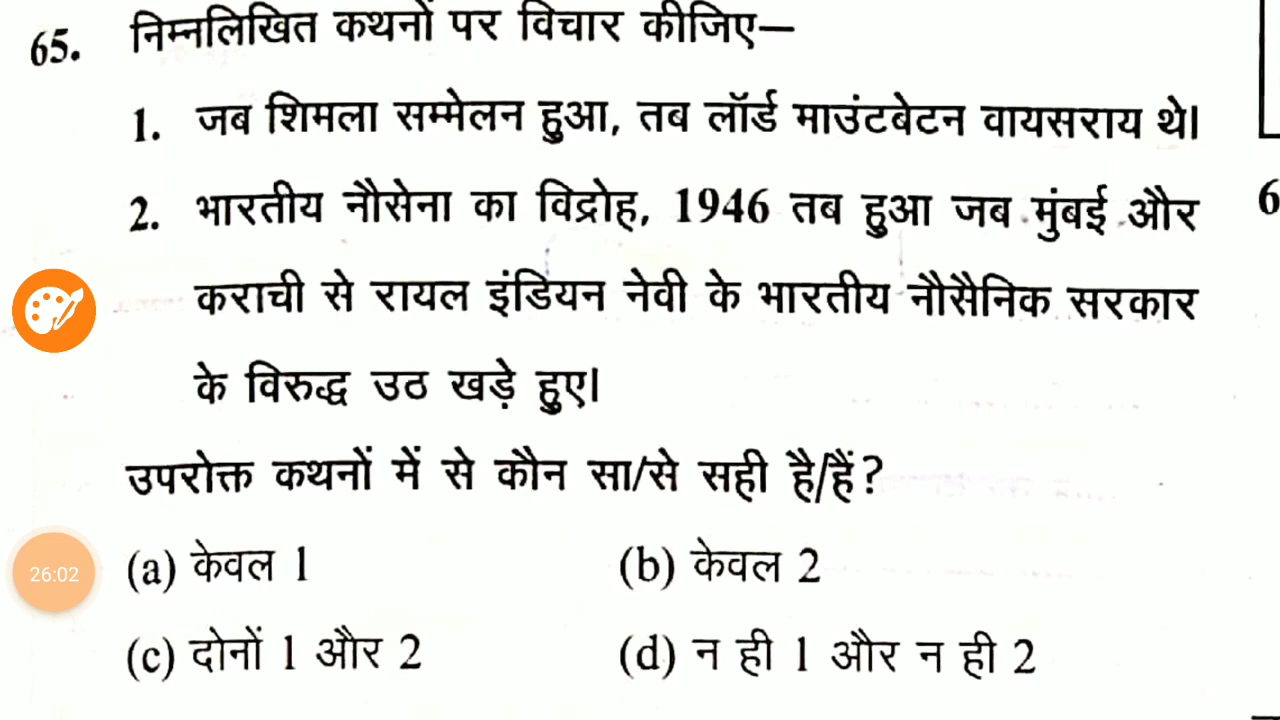 65. निम्नलिखित कथनों पर विचार कीजिए—
1. जब शिमला सम्मेलन हुआ, तब लॉर्ड माउंटबेटन वायसराय थे।
2. भारतीय नौसेना का विद्रोह, 1946 तब हुआ जब मुंबई और
कराची से रायल इंडियन नेवी के भारतीय नौसैनिक सरकार
के विरुद्ध उठ खड़े हुए।
उपरोक्त कथनों में से कौन सा/से सही है/हैं?
(a) केवल 1 (b) केवल 2
(c) दोनों 1 और 2 (d) न ही 1 और न ही 2
6
26:02